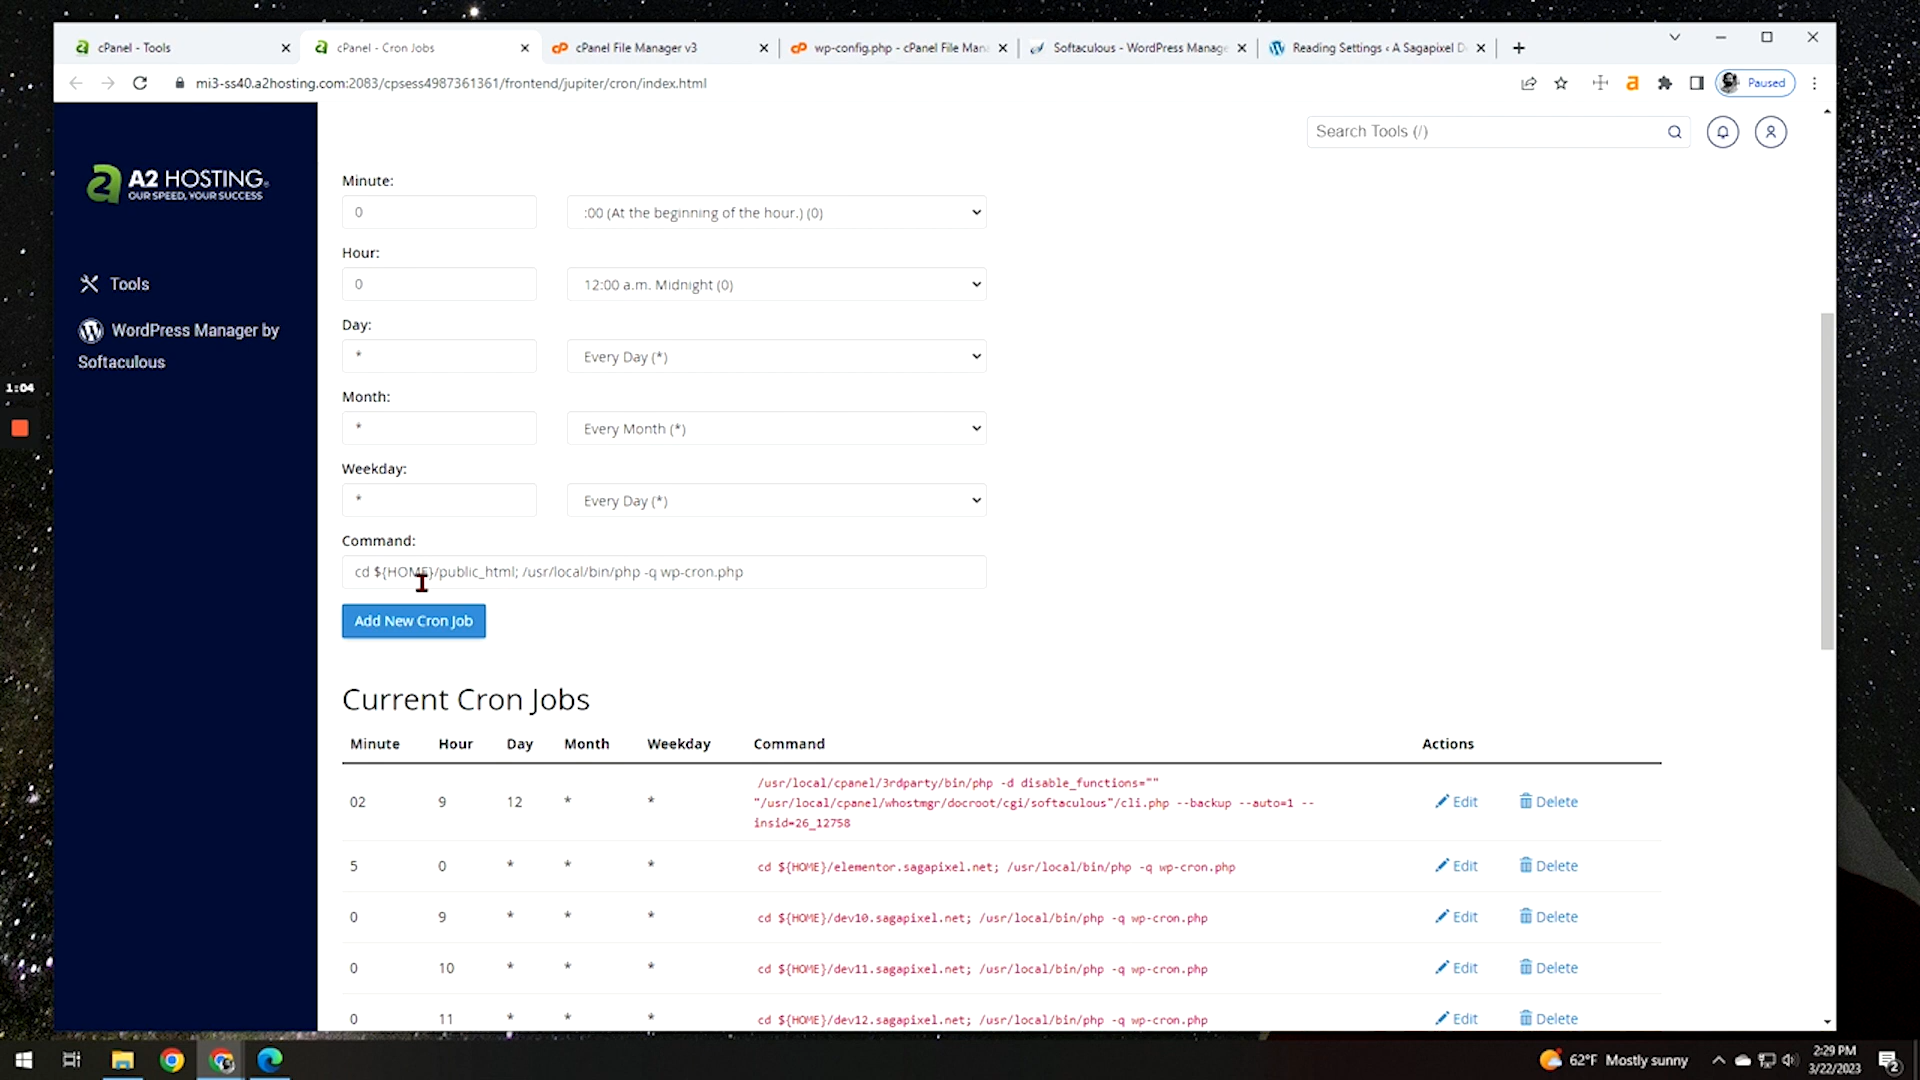 cPanel - Tools
cPanel - Cron Jobs
cPanel File Manager v3
wp-config.php - cPanel File Man
Softaculous - WordPress Manage
Reading Settings ‹ A Sagapixel D
mi3-ss40.a2hosting.com:2083/cpsess4987361361/frontend/jupiter/cron/index.html
Paused
Search Tools (/)
A2 HOSTING
OUR SPEED, YOUR SUCCESS
Tools
WordPress Manager by
Softaculous
1:04
Minute:
0
:00 (At the beginning of the hour.) (0)
Hour:
0
12:00 a.m. Midnight (0)
Day:
*
Every Day (*)
Month:
*
Every Month (*)
Weekday:
*
Every Day (*)
Command:
cd ${HOME}/public_html; /usr/local/bin/php -q wp-cron.php
Add New Cron Job
Current Cron Jobs
Minute Hour Day Month Weekday Command Actions
02 9 12 * * /usr/local/cpanel/3rdparty/bin/php -d disable_functions=""
"/usr/local/cpanel/whostmgr/docroot/cgi/softaculous"/cli.php --backup --auto=1 --
insid=26_12758 Edit Delete
5 0 * * * cd ${HOME}/elementor.sagapixel.net; /usr/local/bin/php -q wp-cron.php Edit Delete
0 9 * * * cd ${HOME}/dev10.sagapixel.net; /usr/local/bin/php -q wp-cron.php Edit Delete
0 10 * * * cd ${HOME}/dev11.sagapixel.net; /usr/local/bin/php -q wp-cron.php Edit Delete
0 11 * * * cd ${HOME}/dev12.sagapixel.net; /usr/local/bin/php -q wp-cron.php Edit Delete
62°F Mostly sunny
2:29 PM
3/22/2023
2